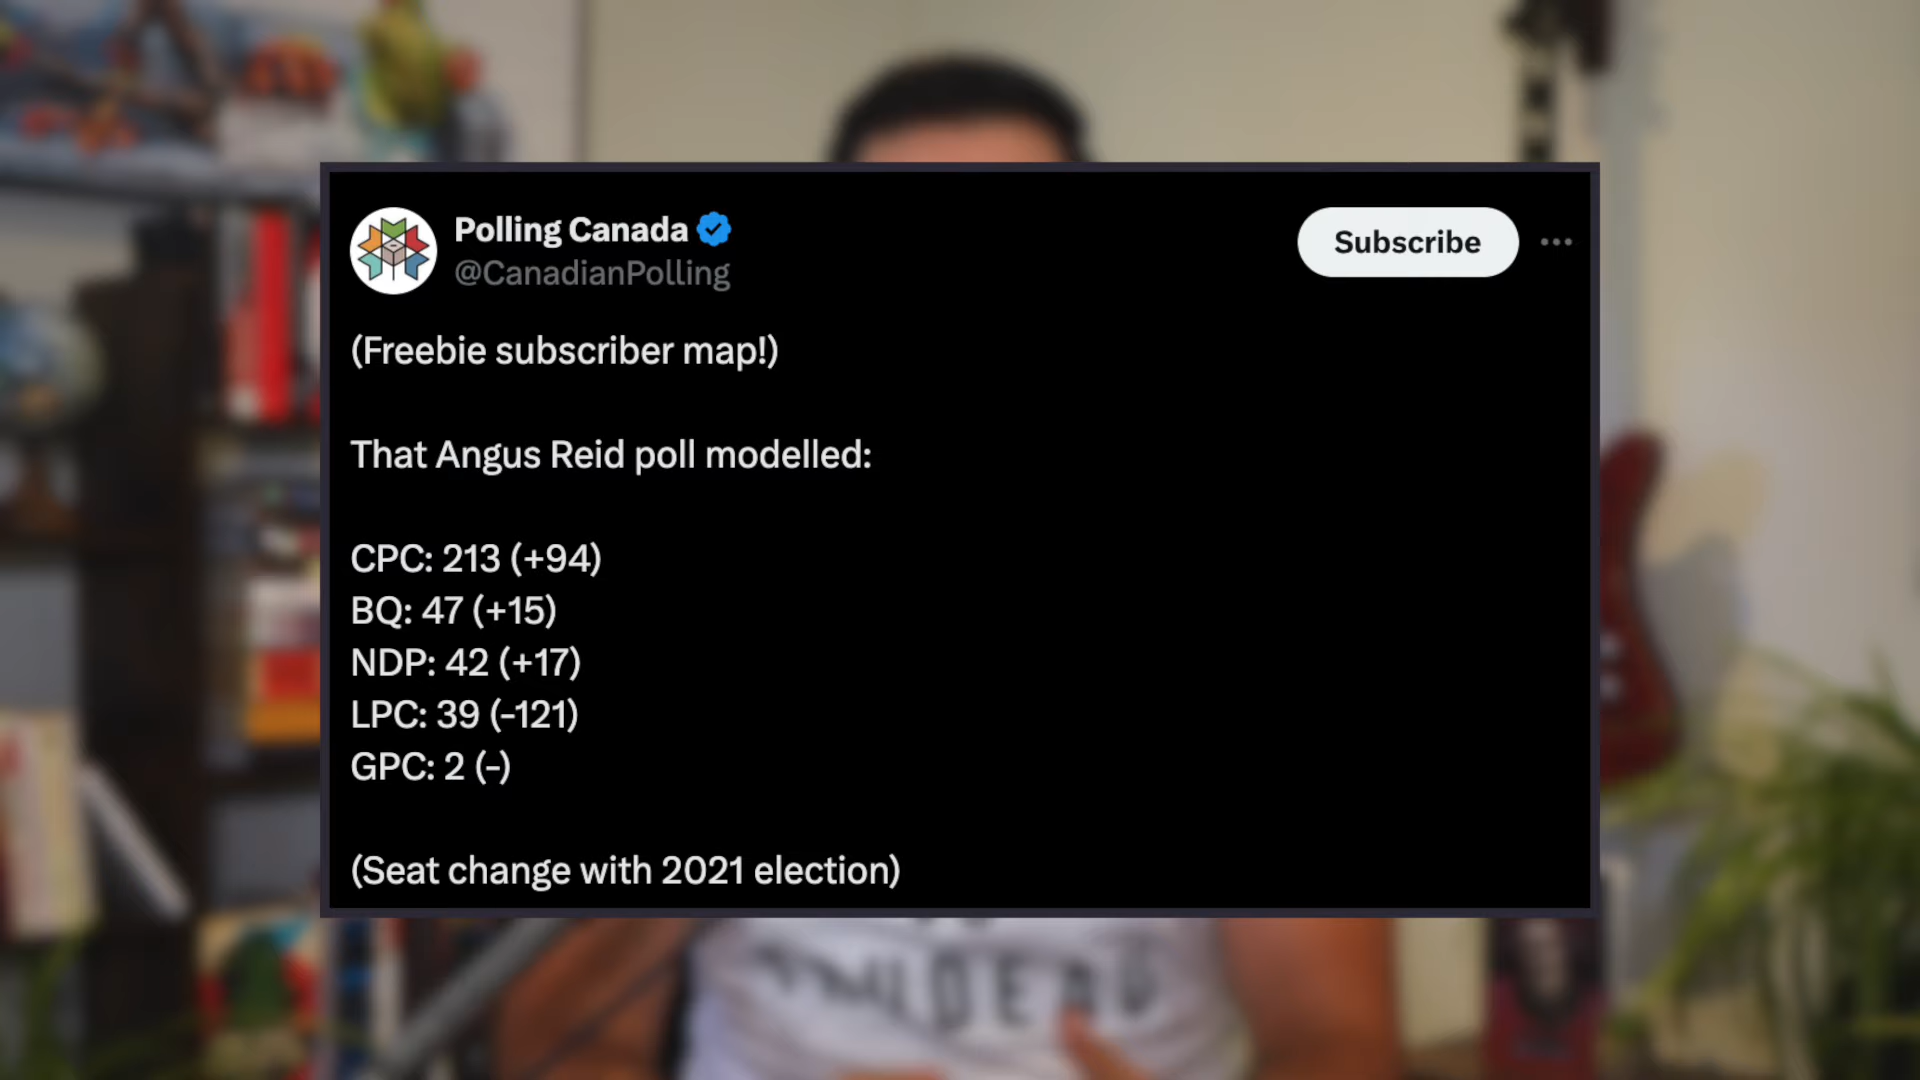 Polling Canada
@CanadianPolling
Subscribe
(Freebie subscriber map!)
That Angus Reid poll modelled:
CPC: 213 (+94)
BQ: 47 (+15)
NDP: 42 (+17)
LPC: 39 (-121)
GPC: 2 (-)
(Seat change with 2021 election)